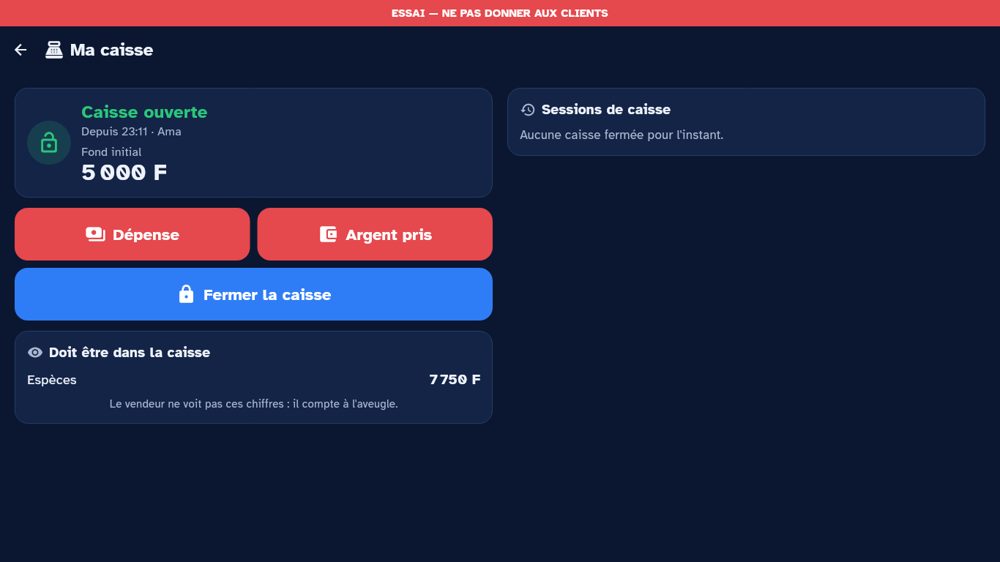 ESSAI — NE PAS DONNER AUX CLIENTS
Ma caisse
Caisse ouverte
Depuis 23:11 · Ama
Fond initial
5 000 F
Dépense
Argent pris
Fermer la caisse
Doit être dans la caisse
Espèces 7 750 F
Le vendeur ne voit pas ces chiffres : il compte à l'aveugle.
Sessions de caisse
Aucune caisse fermée pour l'instant.